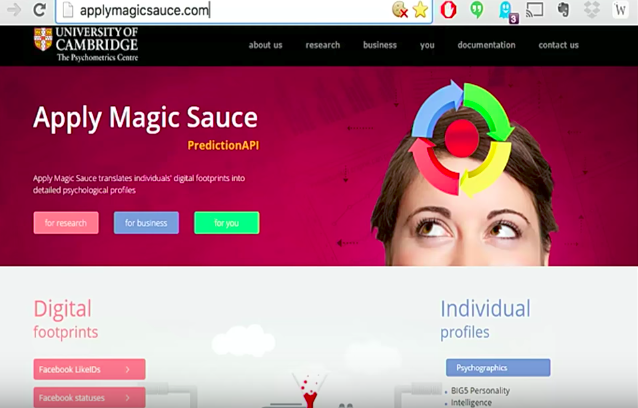 applymagicsauce.com
W
UNIVERSITY OF
CAMBRIDGE
The Psychometrics Centre
about us research business you documentation contact us
Apply Magic Sauce
PredictionAPI
Apply Magic Sauce translates individuals' digital footprints into
detailed psychological profiles
for research for business for you
Digital
footprints
Individual
profiles
Facebook LikeIDs
Psychographics
Facebook statuses
BIG5 Personality
Intelligence
3